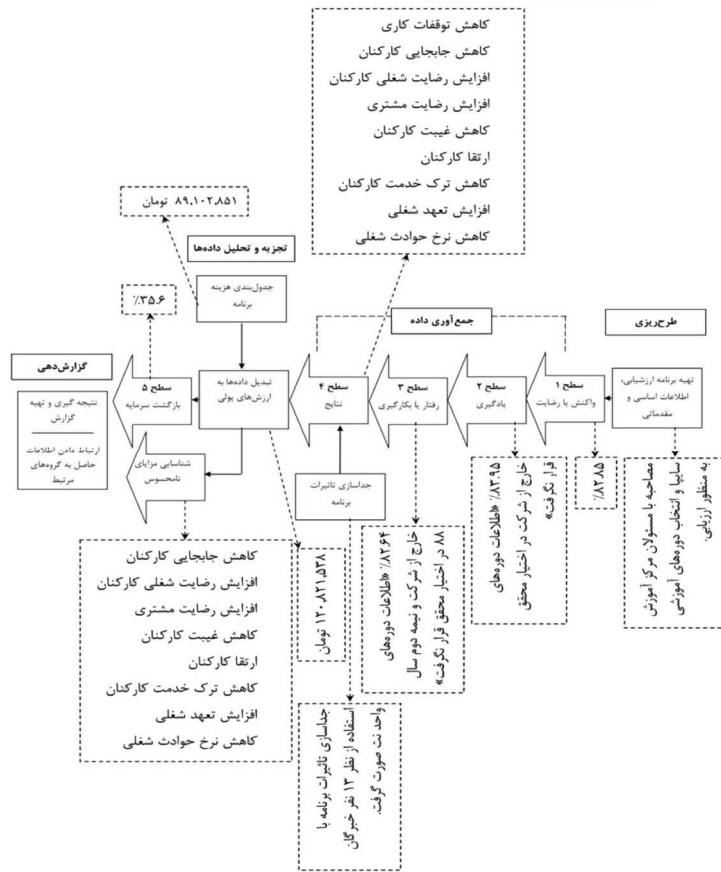 کاهش توقفات کاری
کاهش جابجایی کارکنان
افزایش رضایت شغلی کارکنان
افزایش رضایت مشتری
کاهش غیبت کارکنان
ارتقا کارکنان
کاهش ترک خدمت کارکنان
افزایش تعهد شغلی
کاهش نرخ حوادث شغلی
طرح‌ریزی
تهیه برنامه ارزشیابی،
اطلاعات اساسی و
مقدماتی
مصاحبه با مسئولان مرکز آموزش
سایپا و انتخاب دوره‌های آموزشی
به منظور ارزیابی.
جمع‌آوری داده
سطح ۱
واکنش یا رضایت
٪۸۲.۸۵
سطح ۲
یادگیری
٪۸۳.۹۵ «اطلاعات دوره‌های
خارج از شرکت در اختیار محقق
قرار نگرفت»
سطح ۳
رفتار یا بکارگیری
٪۸۲.۶۴ «اطلاعات دوره‌های
خارج از شرکت و نیمه دوم سال
۸۸ در اختیار محقق قرار نگرفت»
سطح ۴
نتایج
جداسازی تاثیرات
برنامه
جداسازی تاثیرات برنامه با
استفاده از نظر ۱۳ نفر خبرگان
واحد نت صورت گرفت.
تجزیه و تحلیل داده‌ها
جدول‌بندی هزینه
برنامه
۸۹,۱۰۲,۸۵۱ تومان
تبدیل داده‌ها به
ارزش‌های پولی
۱۲۰,۸۲۱,۵۳۸ تومان
سطح ۵
بازگشت سرمایه
٪۳۵.۶
شناسایی مزایای
نامحسوس
کاهش جابجایی کارکنان
افزایش رضایت شغلی کارکنان
افزایش رضایت مشتری
کاهش غیبت کارکنان
ارتقا کارکنان
کاهش ترک خدمت کارکنان
افزایش تعهد شغلی
کاهش نرخ حوادث شغلی
گزارش‌دهی
نتیجه گیری و تهیه
گزارش
ارتباط دادن اطلاعات
حاصل به گروه‌های
مرتبط